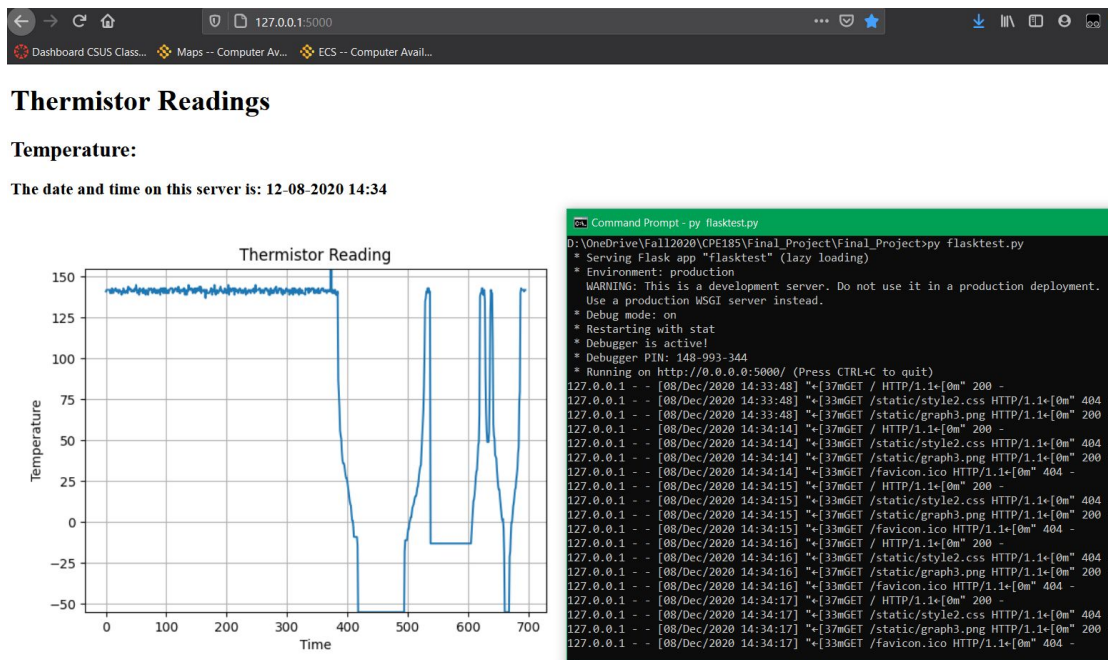 127.0.0.1:5000
Dashboard CSUS Class... Maps -- Computer Av... ECS -- Computer Avail...
Thermistor Readings
Temperature:
The date and time on this server is: 12-08-2020 14:34
Thermistor Reading
150
125
100
75
50
25
0
−25
−50
Temperature
0 100 200 300 400 500 600 700
Time
Command Prompt - py flasktest.py
D:\OneDrive\Fall2020\CPE185\Final_Project\Final_Project>py flasktest.py
* Serving Flask app "flasktest" (lazy loading)
* Environment: production
WARNING: This is a development server. Do not use it in a production deployment.
Use a production WSGI server instead.
* Debug mode: on
* Restarting with stat
* Debugger is active!
* Debugger PIN: 148-993-344
* Running on http://0.0.0.0:5000/ (Press CTRL+C to quit)
127.0.0.1 - - [08/Dec/2020 14:33:48] "←[37mGET / HTTP/1.1←[0m" 200 -
127.0.0.1 - - [08/Dec/2020 14:33:48] "←[33mGET /static/style2.css HTTP/1.1←[0m" 404
127.0.0.1 - - [08/Dec/2020 14:33:48] "←[37mGET /static/graph3.png HTTP/1.1←[0m" 200
127.0.0.1 - - [08/Dec/2020 14:34:14] "←[37mGET / HTTP/1.1←[0m" 200 -
127.0.0.1 - - [08/Dec/2020 14:34:14] "←[33mGET /static/style2.css HTTP/1.1←[0m" 404
127.0.0.1 - - [08/Dec/2020 14:34:14] "←[37mGET /static/graph3.png HTTP/1.1←[0m" 200
127.0.0.1 - - [08/Dec/2020 14:34:14] "←[33mGET /favicon.ico HTTP/1.1←[0m" 404 -
127.0.0.1 - - [08/Dec/2020 14:34:15] "←[37mGET / HTTP/1.1←[0m" 200 -
127.0.0.1 - - [08/Dec/2020 14:34:15] "←[33mGET /static/style2.css HTTP/1.1←[0m" 404
127.0.0.1 - - [08/Dec/2020 14:34:15] "←[37mGET /static/graph3.png HTTP/1.1←[0m" 200
127.0.0.1 - - [08/Dec/2020 14:34:15] "←[33mGET /favicon.ico HTTP/1.1←[0m" 404 -
127.0.0.1 - - [08/Dec/2020 14:34:16] "←[37mGET / HTTP/1.1←[0m" 200 -
127.0.0.1 - - [08/Dec/2020 14:34:16] "←[33mGET /static/style2.css HTTP/1.1←[0m" 404
127.0.0.1 - - [08/Dec/2020 14:34:16] "←[37mGET /static/graph3.png HTTP/1.1←[0m" 200
127.0.0.1 - - [08/Dec/2020 14:34:16] "←[33mGET /favicon.ico HTTP/1.1←[0m" 404 -
127.0.0.1 - - [08/Dec/2020 14:34:17] "←[37mGET / HTTP/1.1←[0m" 200 -
127.0.0.1 - - [08/Dec/2020 14:34:17] "←[33mGET /static/style2.css HTTP/1.1←[0m" 404
127.0.0.1 - - [08/Dec/2020 14:34:17] "←[37mGET /static/graph3.png HTTP/1.1←[0m" 200
127.0.0.1 - - [08/Dec/2020 14:34:17] "←[33mGET /favicon.ico HTTP/1.1←[0m" 404 -